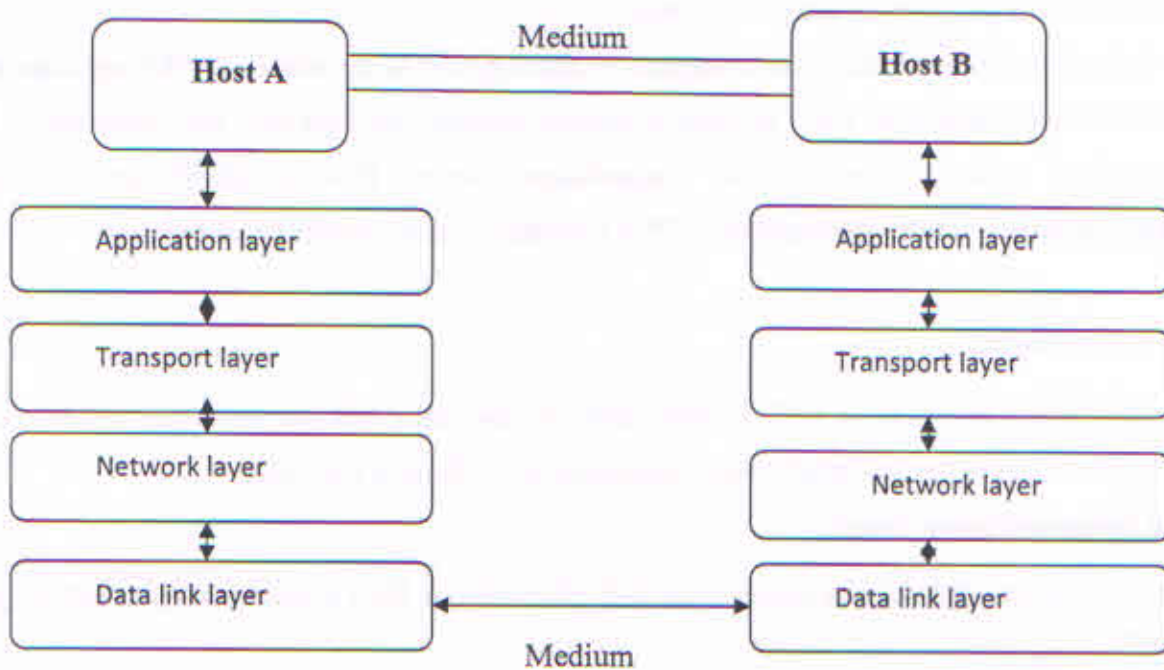 Medium
Host A
Host B
Application layer
Application layer
Transport layer
Transport layer
Network layer
Network layer
Data link layer
Data link layer
Medium